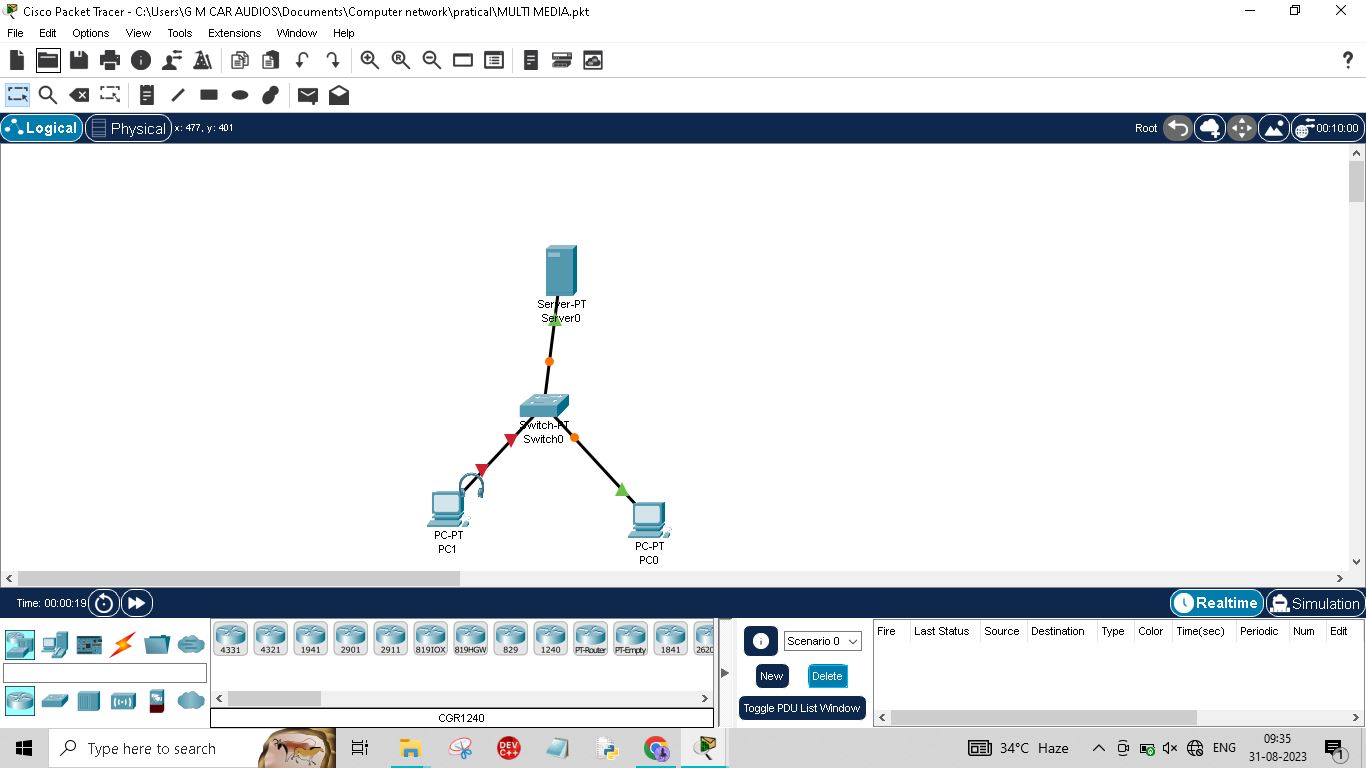 Cisco Packet Tracer - C:\Users\G M CAR AUDIOS\Documents\Computer network\pratical\MULTI MEDIA.pkt
File Edit Options View Tools Extensions Window Help
Logical Physical x: 477, y: 401 Root 00:10:00
Server-PT
Server0
Switch-PT
Switch0
PC-PT
PC1
PC-PT
PC0
Time: 00:00:19 Realtime Simulation
4331 4321 1941 2901 2911 819IOX 819HGW 829 1240 PT-Router PT-Empty 1841 2620
CGR1240
Scenario 0
New Delete
Toggle PDU List Window
Fire Last Status Source Destination Type Color Time(sec) Periodic Num Edit
Type here to search
DEV C++
34°C Haze ENG 09:35
31-08-2023
1